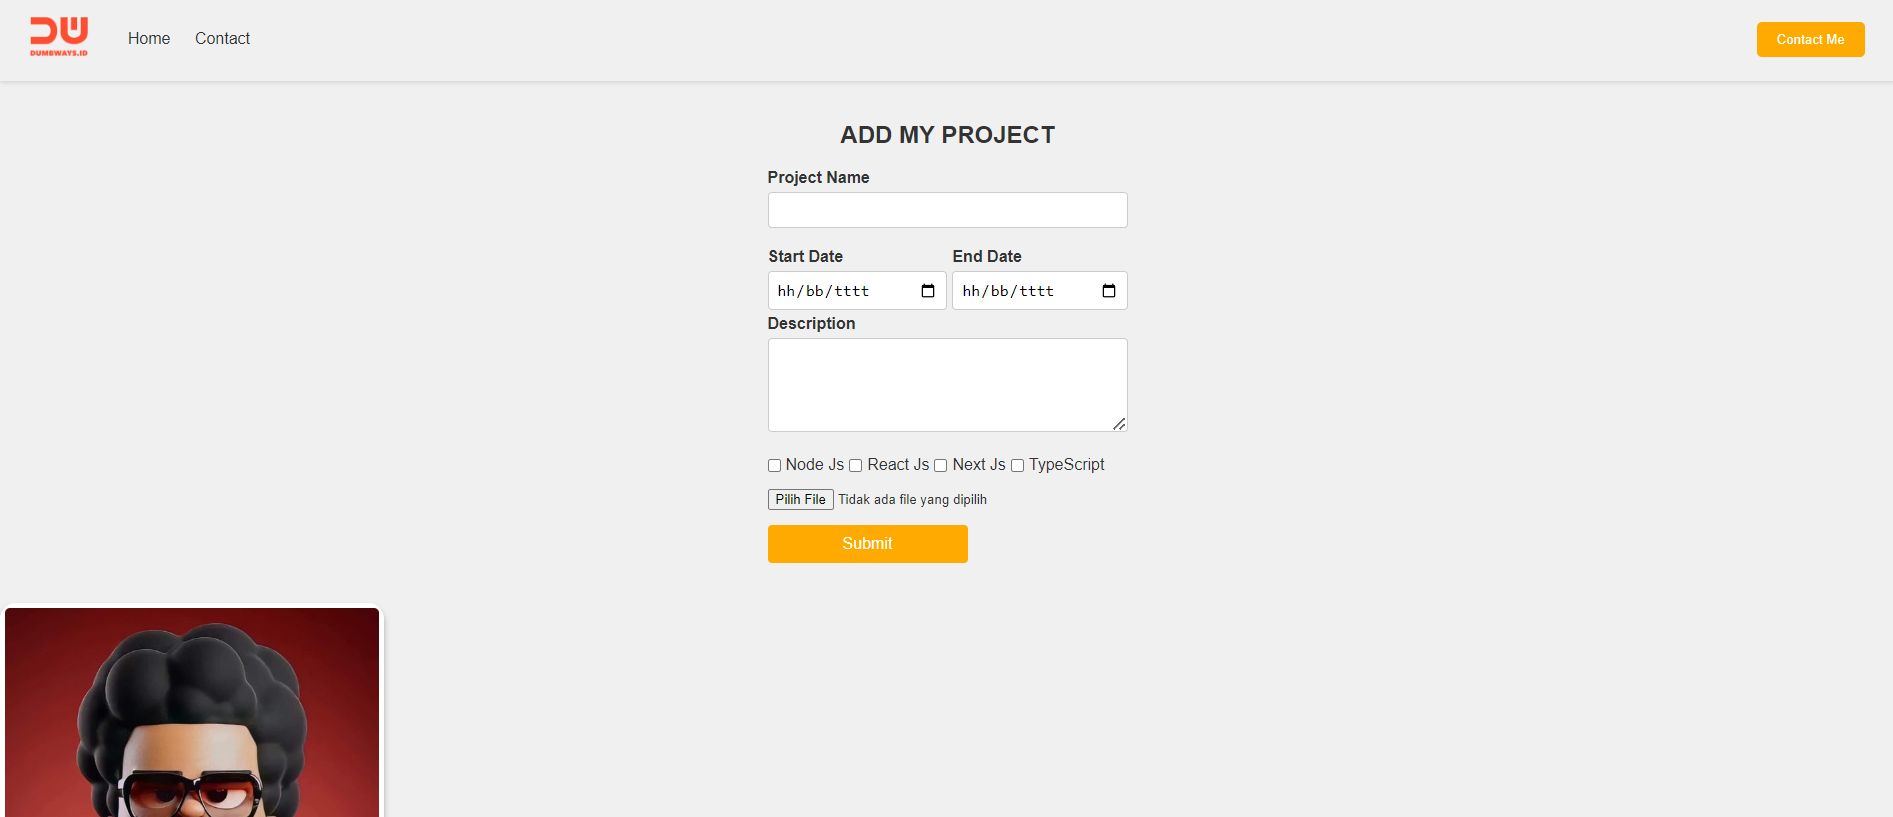 DW
DUMBWAYS.ID
Home Contact
Contact Me
ADD MY PROJECT
Project Name
Start Date End Date
hh/bb/tttt hh/bb/tttt
Description
Node Js React Js Next Js TypeScript
Pilih File Tidak ada file yang dipilih
Submit